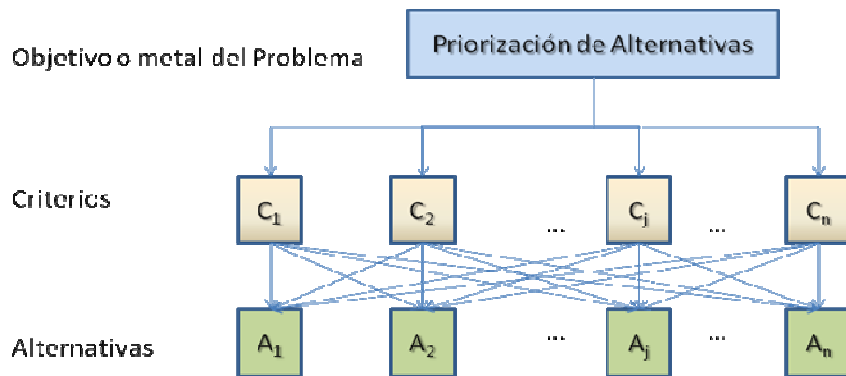 Objetivo o metal del Problema
Priorización de Alternativas
Criterios
C₁ C₂ ... Cⱼ ... Cₙ
Alternativas
A₁ A₂ ... Aⱼ ... Aₙ